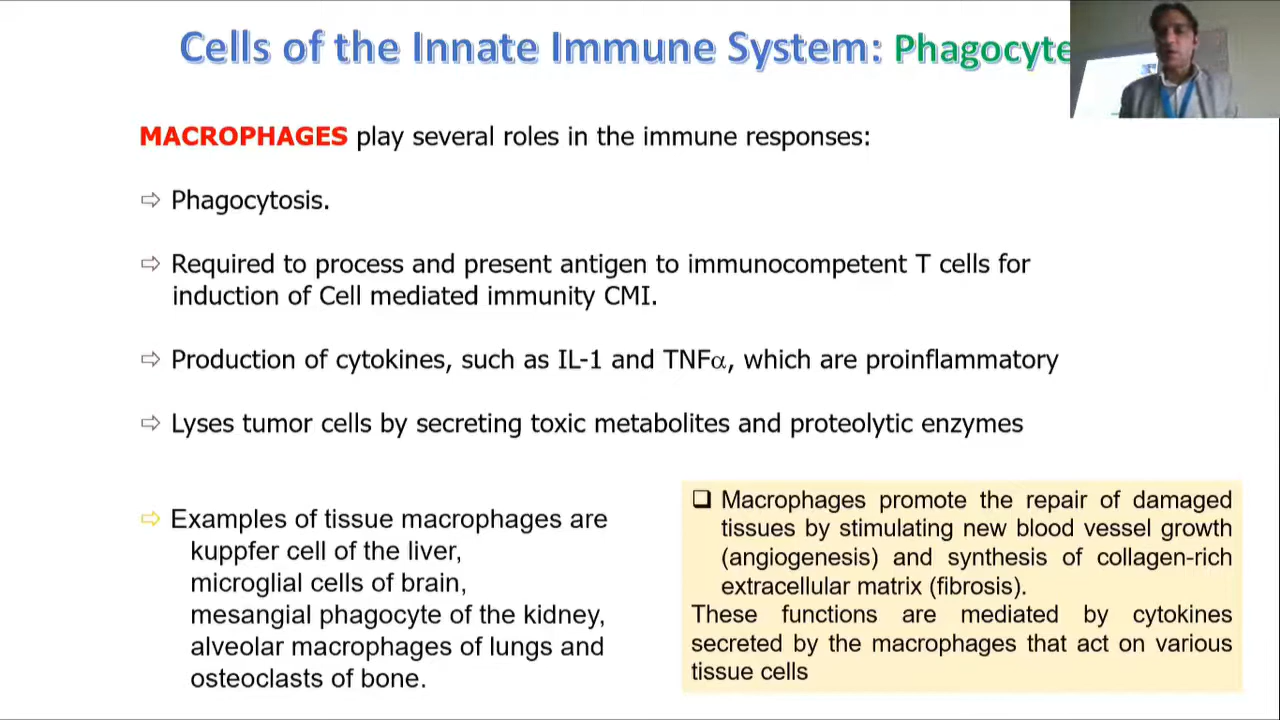 Cells of the Innate Immune System: Phagocyte
MACROPHAGES play several roles in the immune responses:
⇨ Phagocytosis.
⇨ Required to process and present antigen to immunocompetent T cells for
induction of Cell mediated immunity CMI.
⇨ Production of cytokines, such as IL-1 and TNFα, which are proinflammatory
⇨ Lyses tumor cells by secreting toxic metabolites and proteolytic enzymes
⇨ Examples of tissue macrophages are
kuppfer cell of the liver,
microglial cells of brain,
mesangial phagocyte of the kidney,
alveolar macrophages of lungs and
osteoclasts of bone.
❑ Macrophages promote the repair of damaged
tissues by stimulating new blood vessel growth
(angiogenesis) and synthesis of collagen-rich
extracellular matrix (fibrosis).
These functions are mediated by cytokines
secreted by the macrophages that act on various
tissue cells